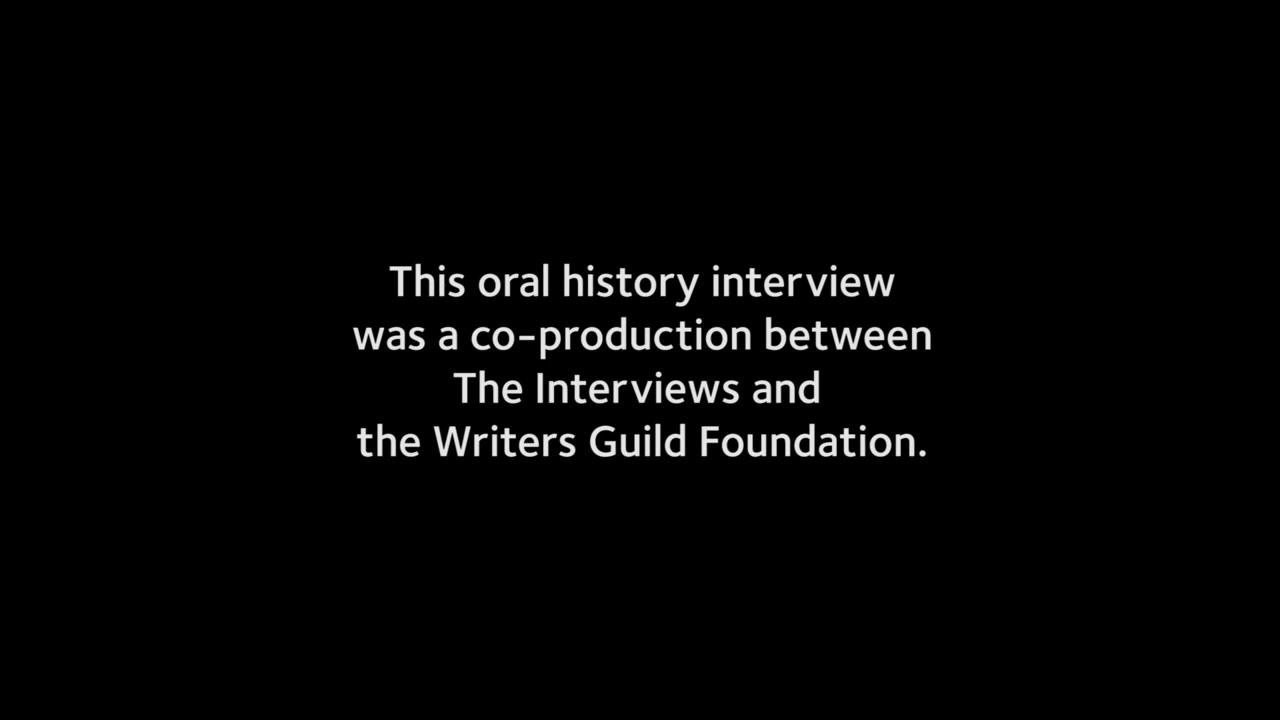 This oral history interview
was a co-production between
The Interviews and
the Writers Guild Foundation.